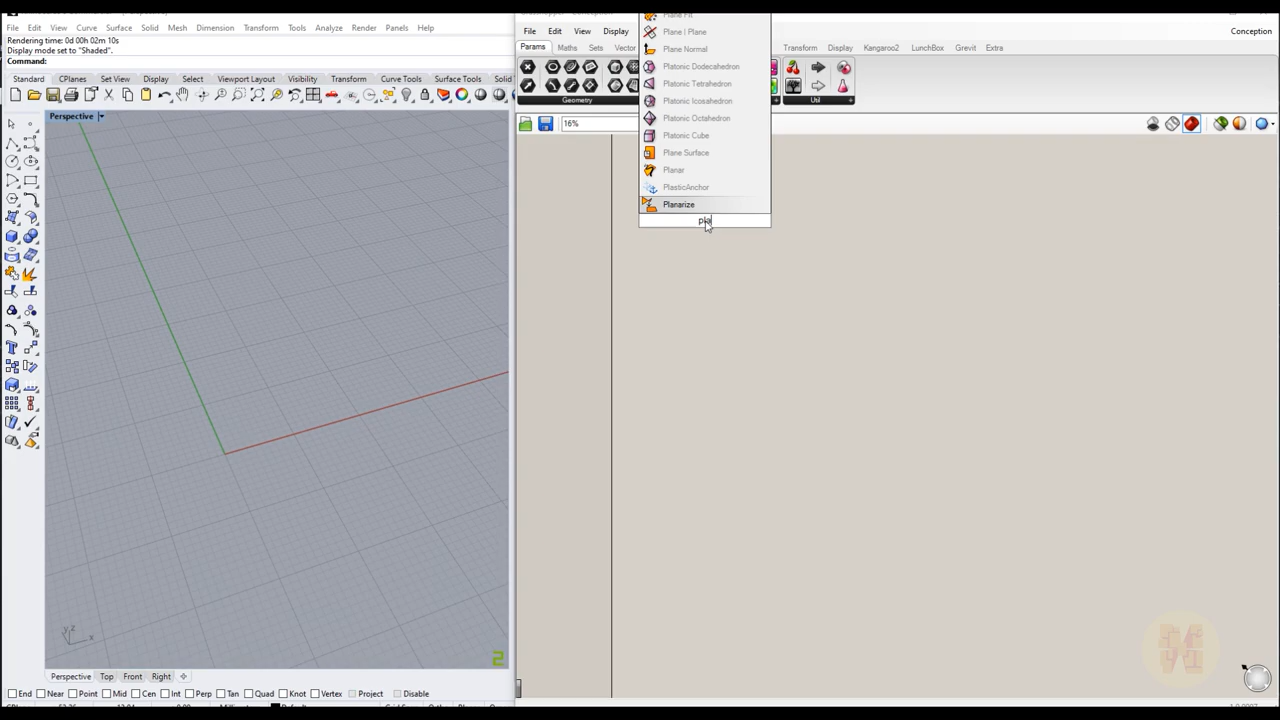 Conception
File Edit View Curve Surface Solid Mesh Dimension Transform Tools Analyze Render Panels Help
Rendering time: 0d 00h 02m 10s
Display mode set to "Shaded".
Command:
Standard CPlanes Set View Display Select Viewport Layout Visibility Transform Curve Tools Surface Tools
Perspective
z
y
x
2
Perspective Top Front Right
End Near Point Mid Cen Int Perp Tan Quad Knot Vertex Project Disable
File Edit View Display
Conception
Params Maths Sets Vector Transform Display Kangaroo2 LunchBox Grevit Extra
Geometry Util
16%
Plane Fit
Plane | Plane
Plane Normal
Platonic Dodecahedron
Platonic Tetrahedron
Platonic Icosahedron
Platonic Octahedron
Platonic Cube
Plane Surface
Planar
PlasticAnchor
Planarize
pla